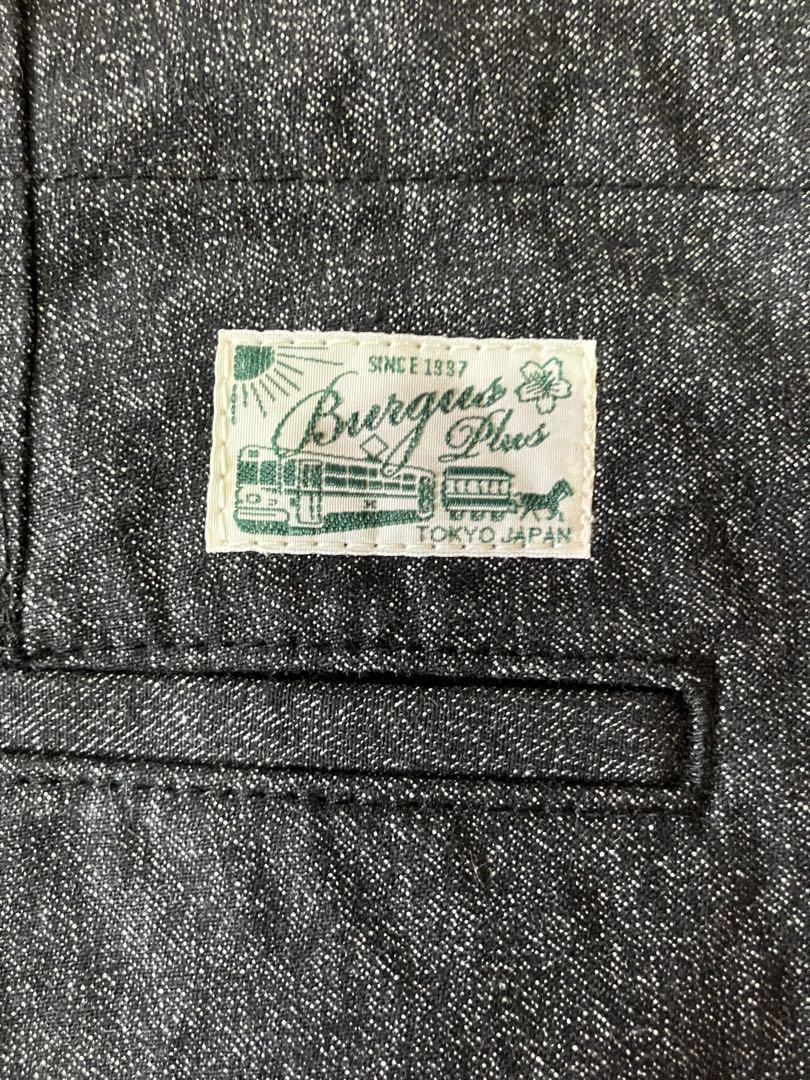 SINCE 1997
Burgus
Plus
TOKYO JAPAN